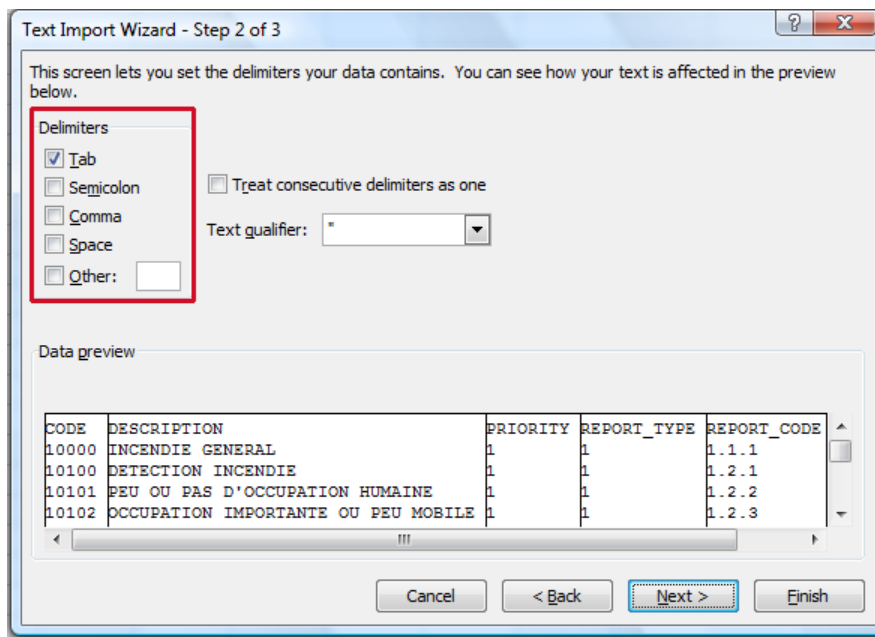 Text Import Wizard - Step 2 of 3
This screen lets you set the delimiters your data contains. You can see how your text is affected in the preview
below.
Delimiters
Tab
Semicolon
Comma
Space
Other:
Treat consecutive delimiters as one
Text qualifier: "
Data preview
CODE DESCRIPTION PRIORITY REPORT_TYPE REPORT_CODE
10000 INCENDIE GENERAL 1 1 1.1.1
10100 DETECTION INCENDIE 1 1 1.2.1
10101 PEU OU PAS D'OCCUPATION HUMAINE 1 1 1.2.2
10102 OCCUPATION IMPORTANTE OU PEU MOBILE 1 1 1.2.3
Cancel < Back Next > Finish